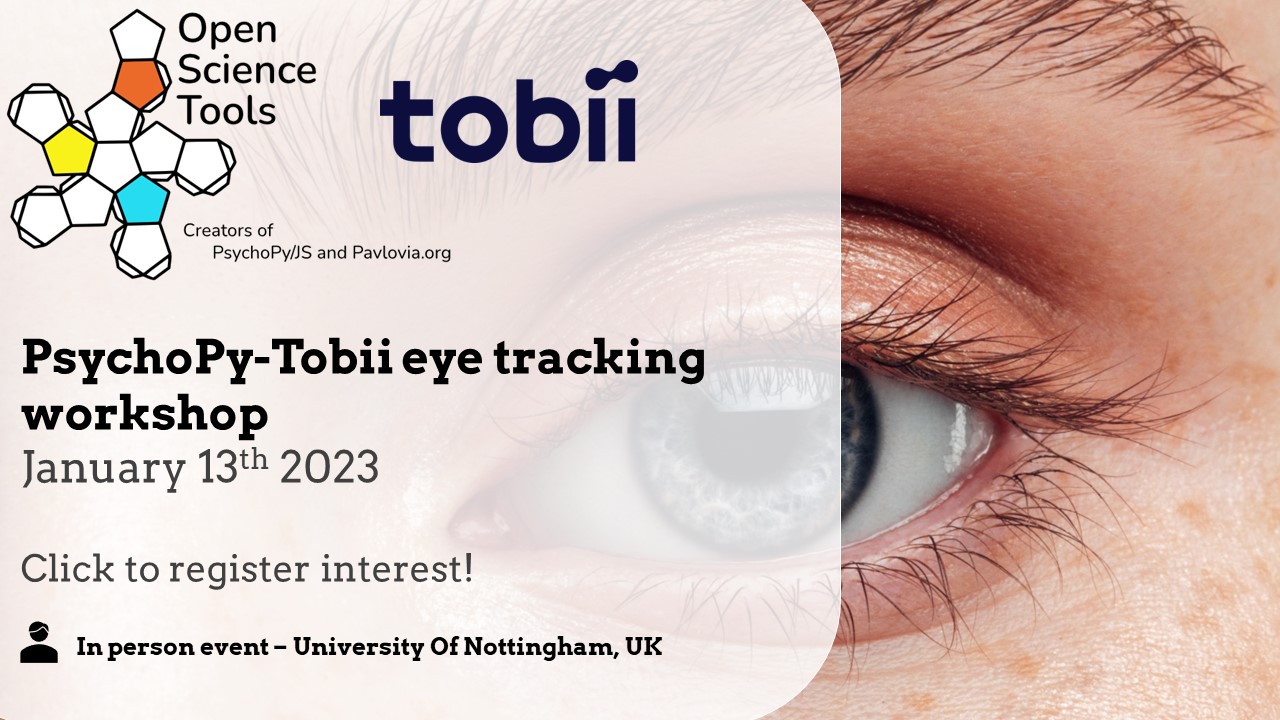 Open
Science
Tools
tobii
Creators of
PsychoPy/JS and Pavlovia.org
PsychoPy-Tobii eye tracking
workshop
January 13th 2023
Click to register interest!
In person event – University Of Nottingham, UK